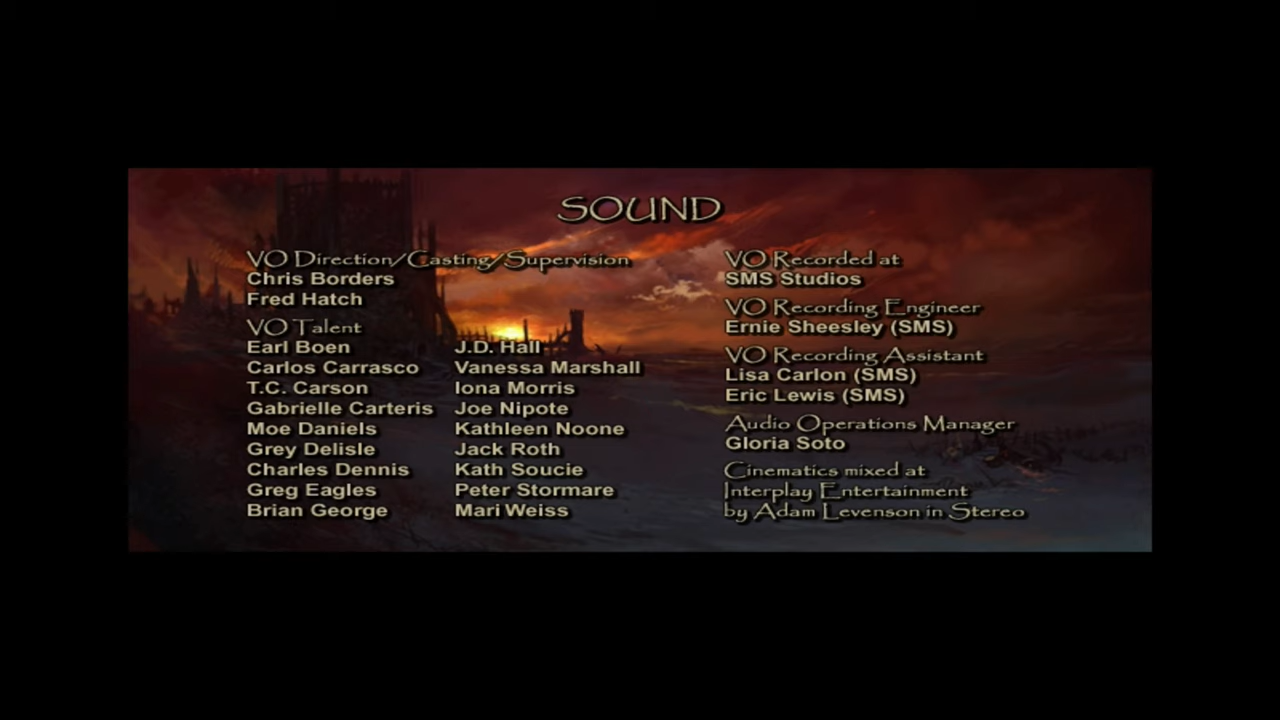 SOUND
VO Direction/Casting/Supervision
Chris Borders
Fred Hatch
VO Talent
Earl Boen
Carlos Carrasco
T.C. Carson
Gabrielle Carteris
Moe Daniels
Grey Delisle
Charles Dennis
Greg Eagles
Brian George
J.D. Hall
Vanessa Marshall
Iona Morris
Joe Nipote
Kathleen Noone
Jack Roth
Kath Soucie
Peter Stormare
Mari Weiss
VO Recorded at
SMS Studios
VO Recording Engineer
Ernie Sheesley (SMS)
VO Recording Assistant
Lisa Carlon (SMS)
Eric Lewis (SMS)
Audio Operations Manager
Gloria Soto
Cinematics mixed at
Interplay Entertainment
by Adam Levenson in Stereo